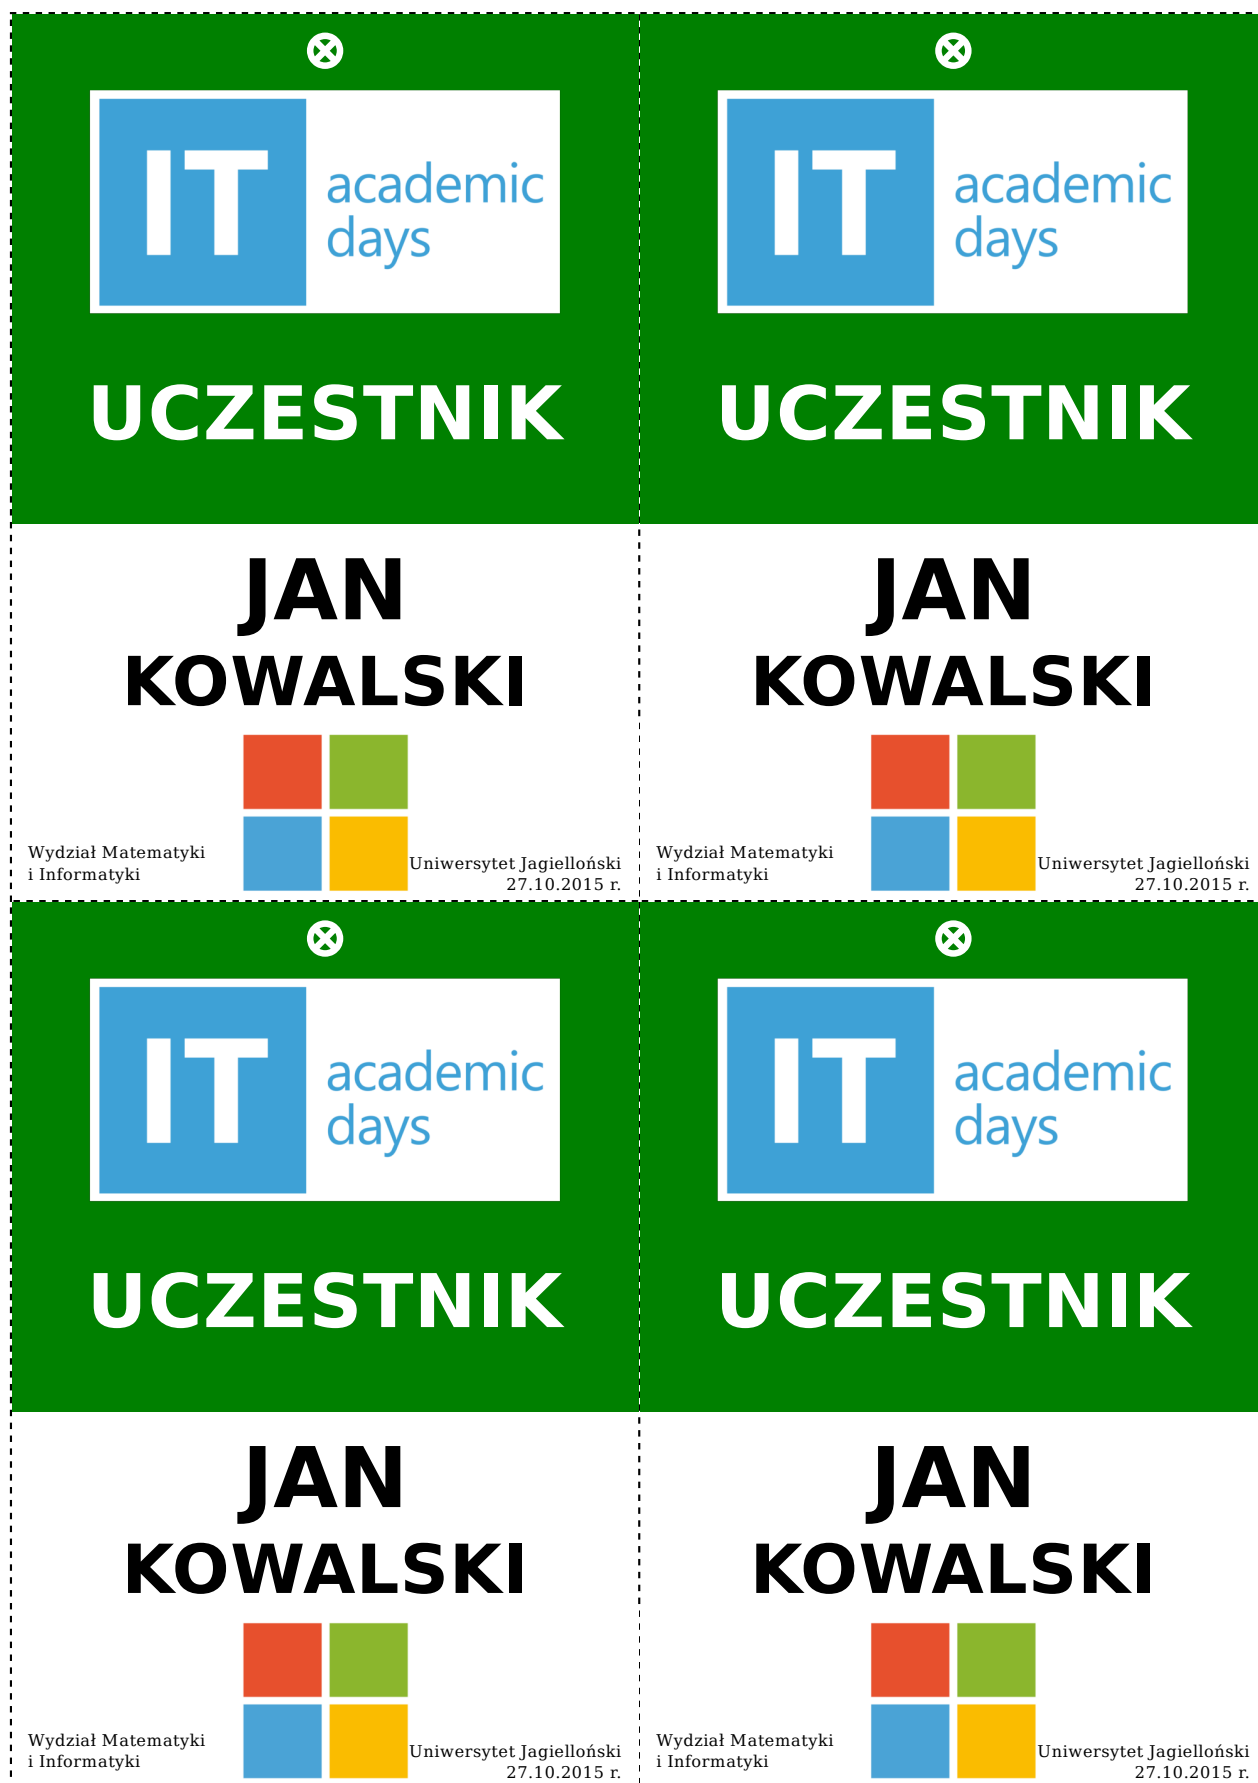 IT
academic
days
UCZESTNIK
JAN
KOWALSKI
Wydział Matematyki
i Informatyki
Uniwersytet Jagielloński
27.10.2015 r.
IT
academic
days
UCZESTNIK
JAN
KOWALSKI
Wydział Matematyki
i Informatyki
Uniwersytet Jagielloński
27.10.2015 r.
IT
academic
days
UCZESTNIK
JAN
KOWALSKI
Wydział Matematyki
i Informatyki
Uniwersytet Jagielloński
27.10.2015 r.
IT
academic
days
UCZESTNIK
JAN
KOWALSKI
Wydział Matematyki
i Informatyki
Uniwersytet Jagielloński
27.10.2015 r.